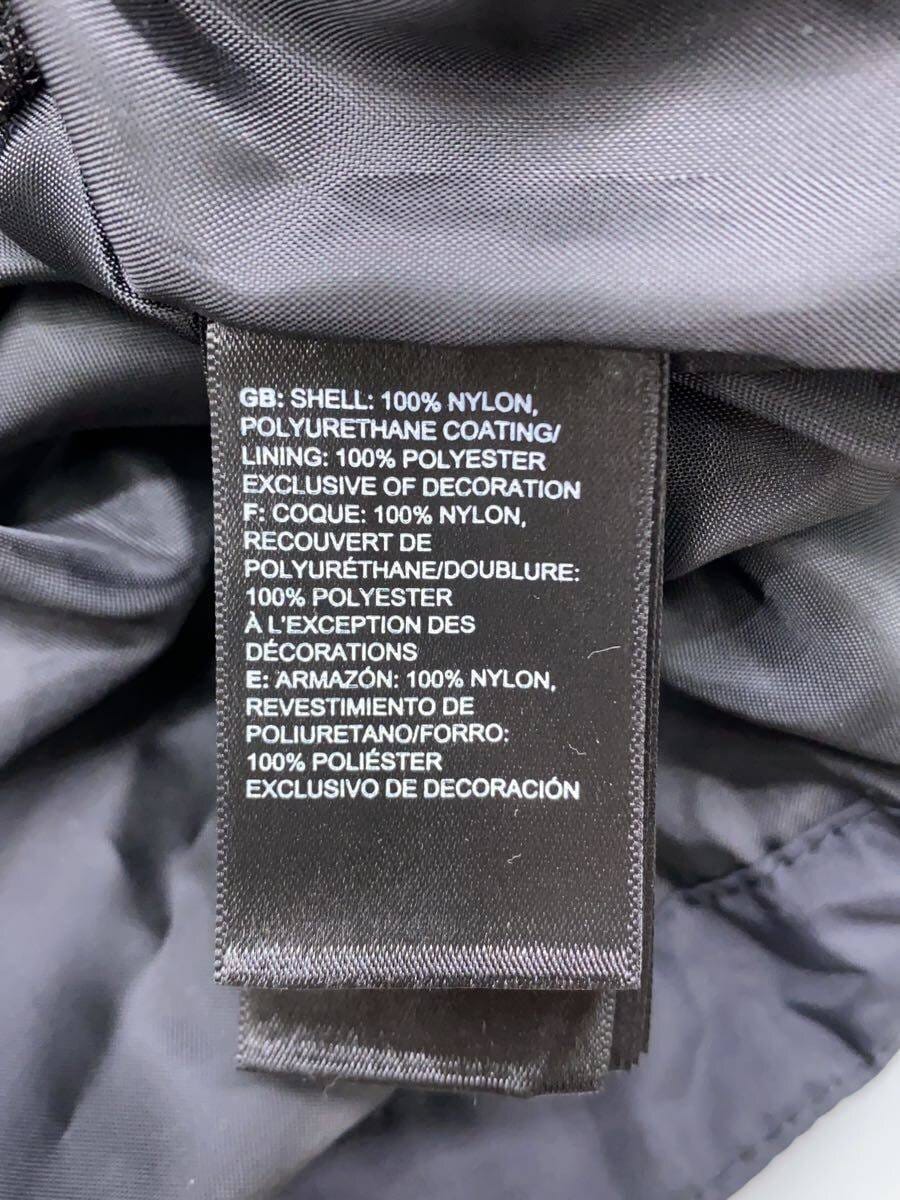 GB: SHELL: 100% NYLON,
POLYURETHANE COATING/
LINING: 100% POLYESTER
EXCLUSIVE OF DECORATION
F: COQUE: 100% NYLON,
RECOUVERT DE
POLYURÉTHANE/DOUBLURE:
100% POLYESTER
À L'EXCEPTION DES
DÉCORATIONS
E: ARMAZÓN: 100% NYLON,
REVESTIMIENTO DE
POLIURETANO/FORRO:
100% POLIÉSTER
EXCLUSIVO DE DECORACIÓN